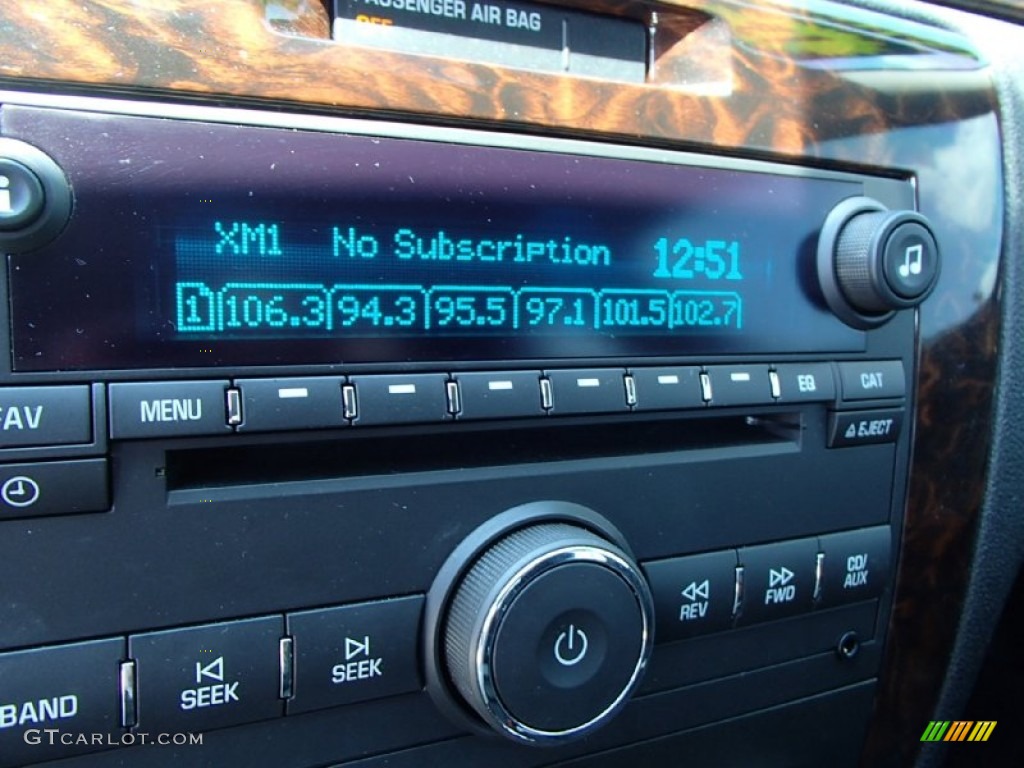 PASSENGER AIR BAG
OFF
i
XM1 No Subscription 12:51
1 106.3 94.3 95.5 97.1 101.5 102.7
FAV MENU EQ CAT
EJECT
REV FWD CD/
AUX
BAND SEEK SEEK
GTCARLOT.COM